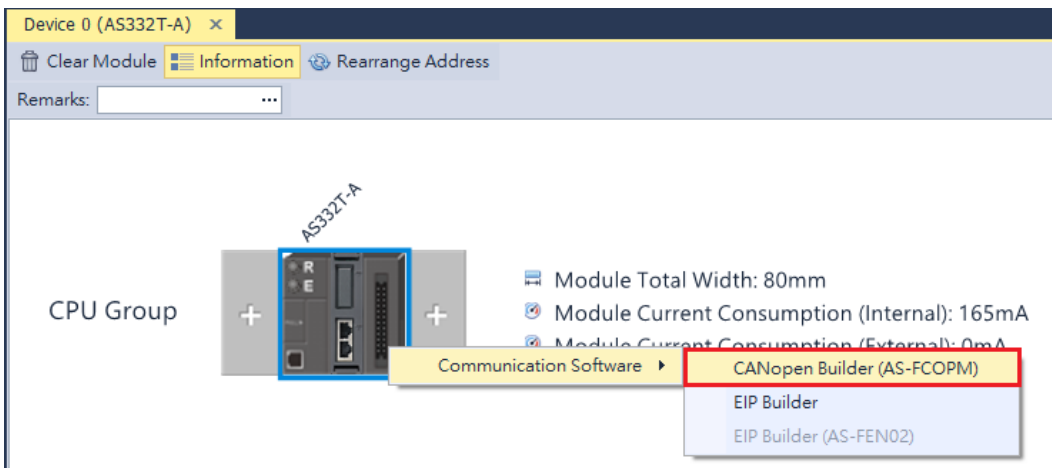 Device 0 (AS332T-A) ×
Clear Module Information Rearrange Address
Remarks: ...
AS332T-A
R
E
CPU Group
Module Total Width: 80mm
Module Current Consumption (Internal): 165mA
Module Current Consumption (External): 0mA
Communication Software
CANopen Builder (AS-FCOPM)
EIP Builder
EIP Builder (AS-FEN02)